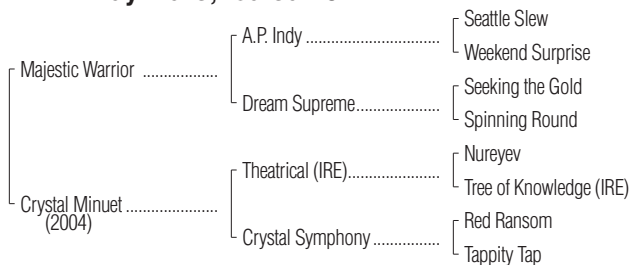 Majestic Warrior ..................
A.P. Indy ................................
Seattle Slew
Weekend Surprise
Dream Supreme....................
Seeking the Gold
Spinning Round
Crystal Minuet ......................
(2004)
Theatrical (IRE)......................
Nureyev
Tree of Knowledge (IRE)
Crystal Symphony ................
Red Ransom
Tappity Tap